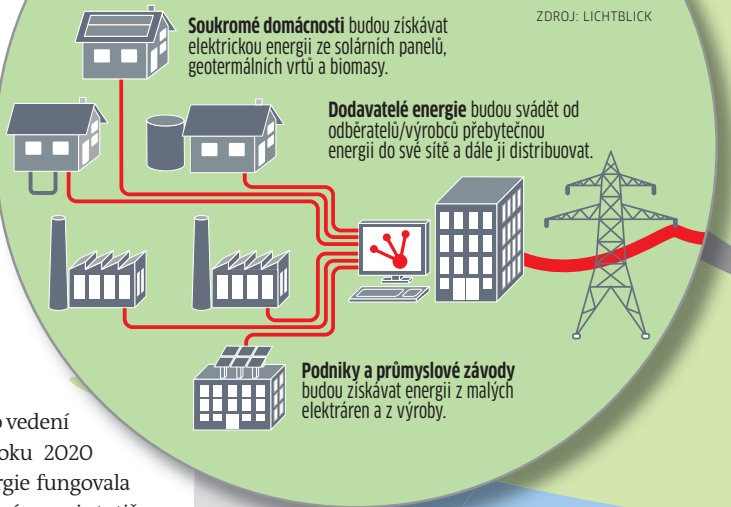 ZDROJ: LICHTBLICK
Soukromé domácnosti budou získávat
elektrickou energii ze solárních panelů,
geotermálních vrtů a biomasy.
Dodavatelé energie budou svádět od
odběratelů/výrobců přebytečnou
energii do své sítě a dále ji distribuovat.
Podniky a průmyslové závody
budou získávat energii z malých
elektráren a z výroby.
vedení
oku 2020
rgie fungovala